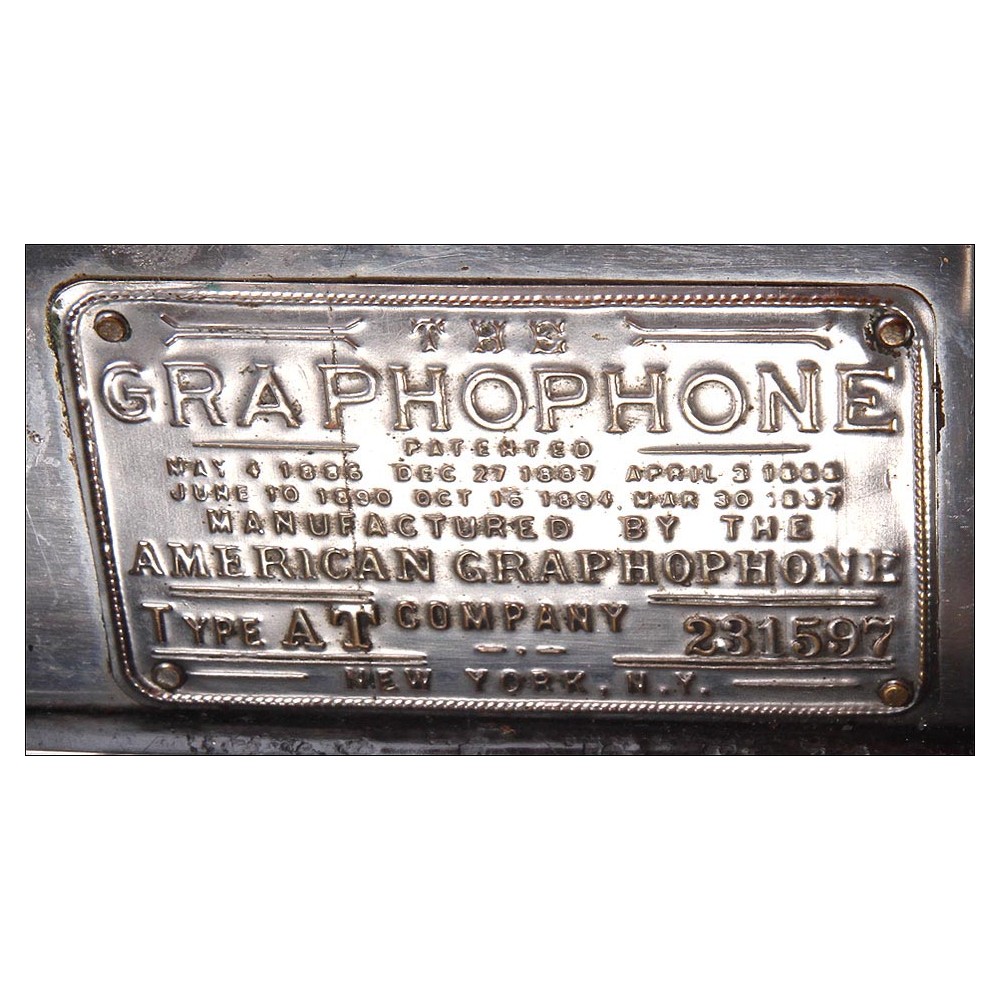 THE
GRAPHOPHONE
PATENTED
MAY 4 1886 DEC 27 1887 APRIL 3 1888
JUNE 10 1890 OCT 16 1894. MAR 30 1897
MANUFACTURED BY THE
AMERICAN GRAPHOPHONE
TYPE AT COMPANY 231597
NEW YORK, N.Y.